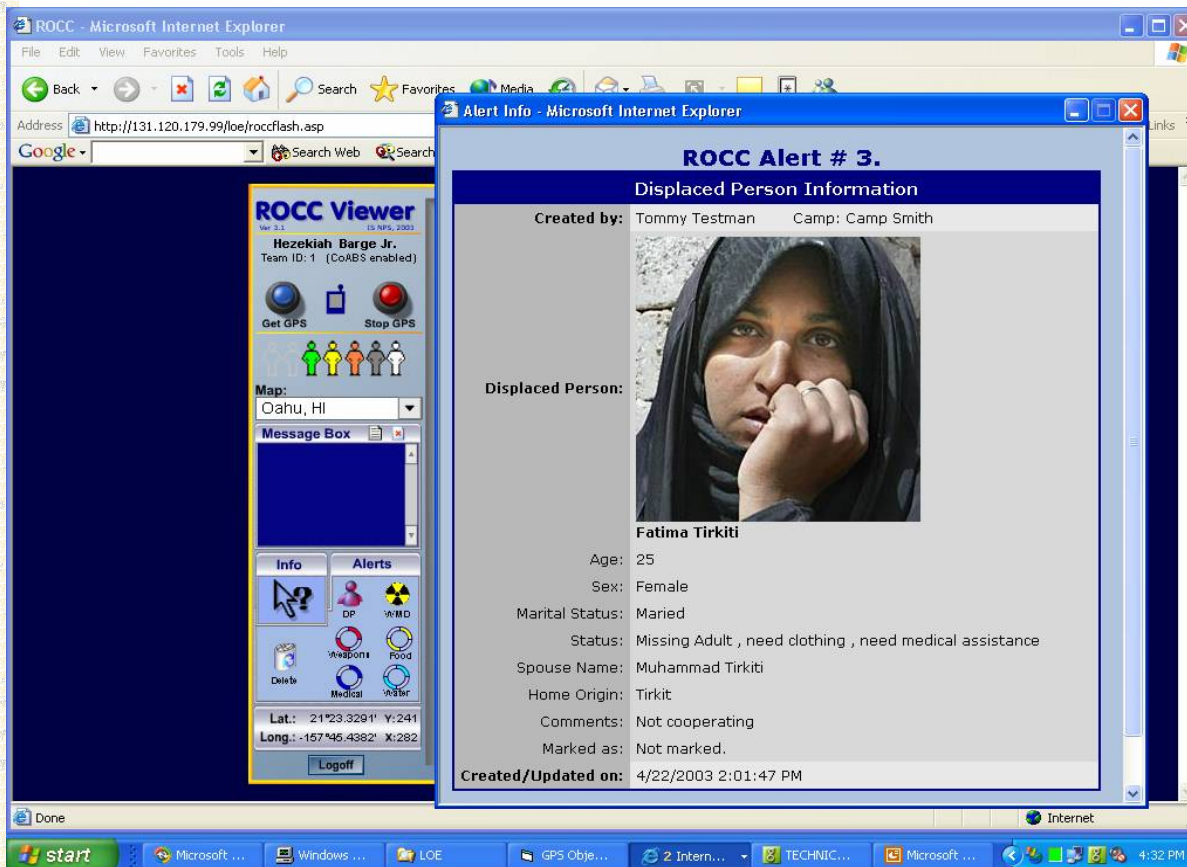 ROCC - Microsoft Internet Explorer
File Edit View Favorites Tools Help
Back Search Favorites Media
Address http://131.120.179.99/loe/roccflash.asp
Links
Google Search Web Search
ROCC Viewer
Ver 3.1 IS NPS, 2003
Hezekiah Barge Jr.
Team ID: 1 (CoABS enabled)
Get GPS Stop GPS
Map:
Oahu, HI
Message Box
Info Alerts
DP WMD
Weapons Food
Delete
Medical Water
Lat.: 21°23.3291' Y:241
Long.: -157°45.4382' X:282
Logoff
Alert Info - Microsoft Internet Explorer
ROCC Alert # 3.
Displaced Person Information
Created by: Tommy Testman Camp: Camp Smith
Displaced Person:
Fatima Tirkiti
Age: 25
Sex: Female
Marital Status: Maried
Status: Missing Adult , need clothing , need medical assistance
Spouse Name: Muhammad Tirkiti
Home Origin: Tirkit
Comments: Not cooperating
Marked as: Not marked.
Created/Updated on: 4/22/2003 2:01:47 PM
Done Internet
start Microsoft ... Windows ... LOE GPS Obje... 2 Intern... TECHNIC... Microsoft ... 4:32 PM